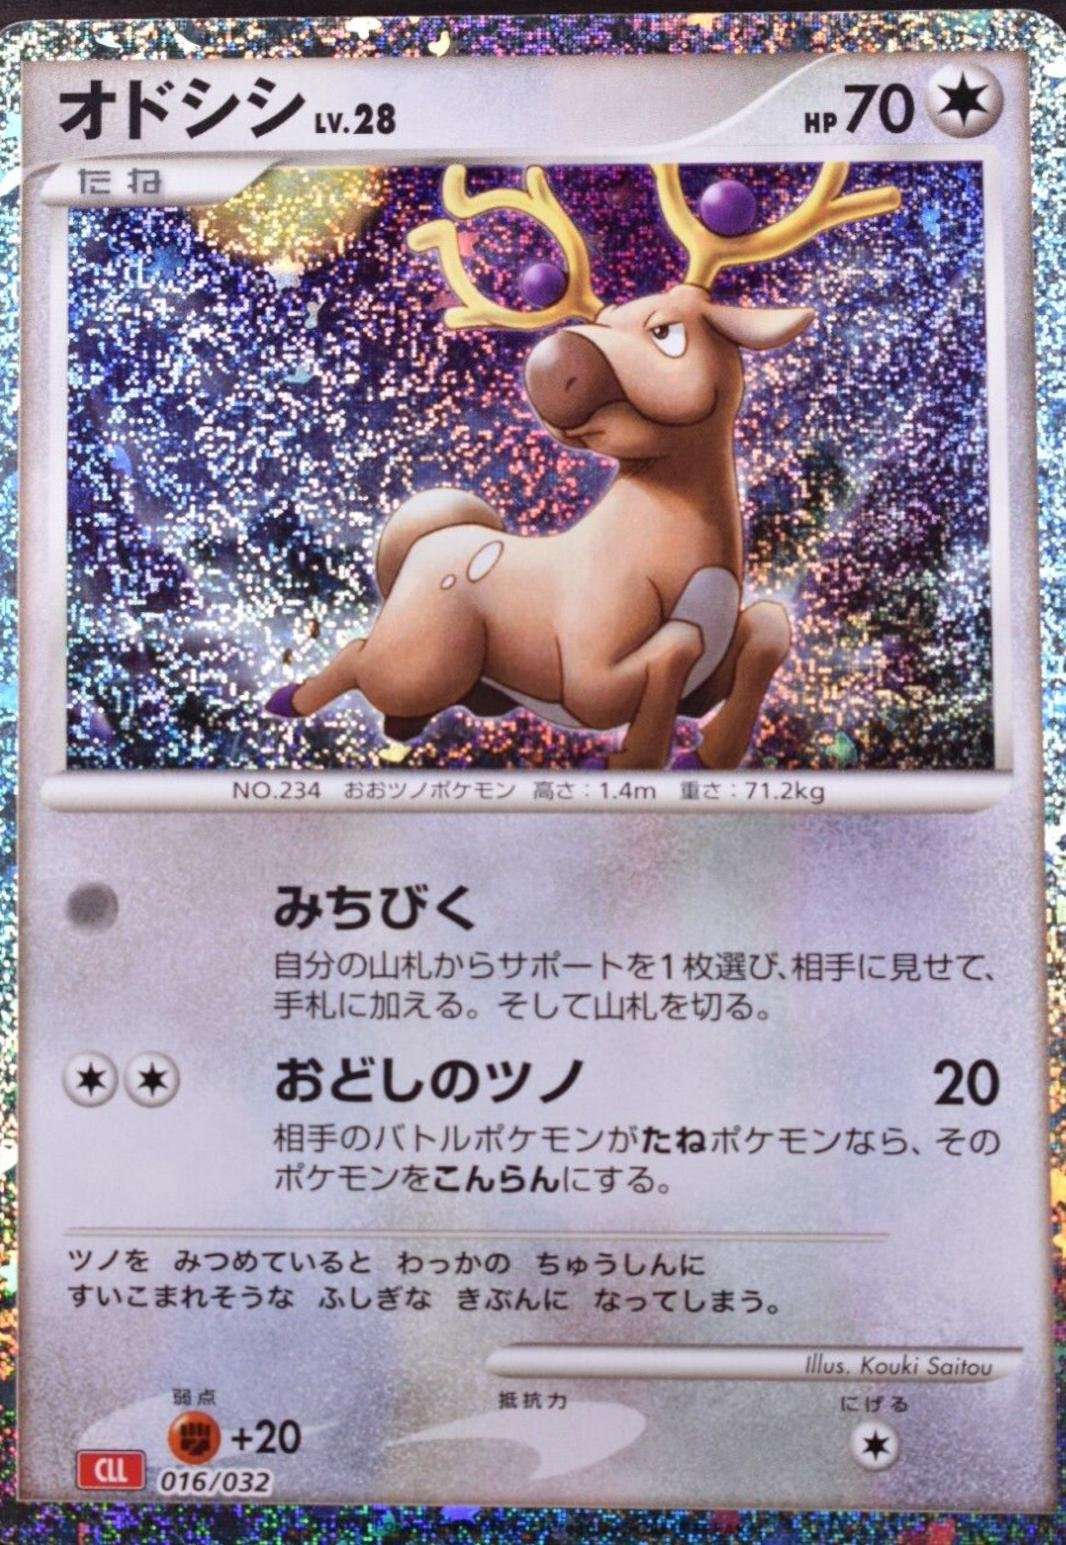 オドシシ LV.28 HP 70
たね
NO.234 おおツノポケモン 高さ:1.4m 重さ:71.2kg
みちびく
自分の山札からサポートを1枚選び、相手に見せて、
手札に加える。そして山札を切る。
おどしのツノ 20
相手のバトルポケモンがたねポケモンなら、その
ポケモンをこんらんにする。
ツノを みつめていると わっかの ちゅうしんに
すいこまれそうな ふしぎな きぶんに なってしまう。
Illus. Kouki Saitou
弱点 抵抗力 にげる
+20
CLL 016/032